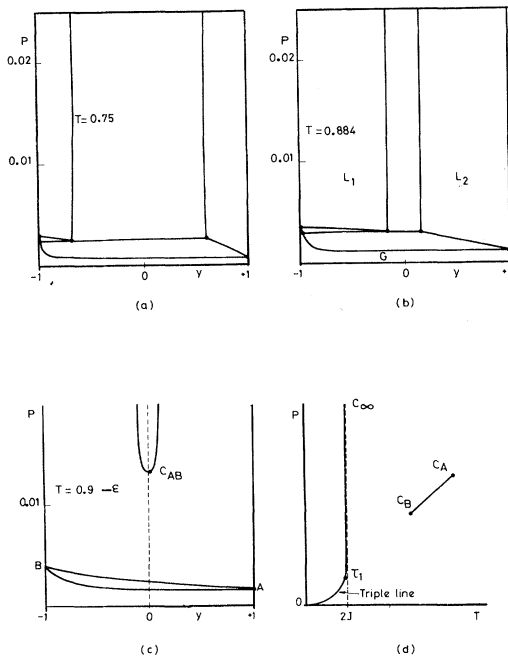 P
0.02
T= 0.75
0.01
-1
0
y
+1
(a)
P
0.02
T = 0.884
0.01
L1
L2
G
-1
0
y
+
(b)
P
CAB
T = 0.9 -ε
0.01
B
A
-1
0
y
+1
(c)
P
C∞
CA
CB
τ1
Triple line
0
2J
T
(d)